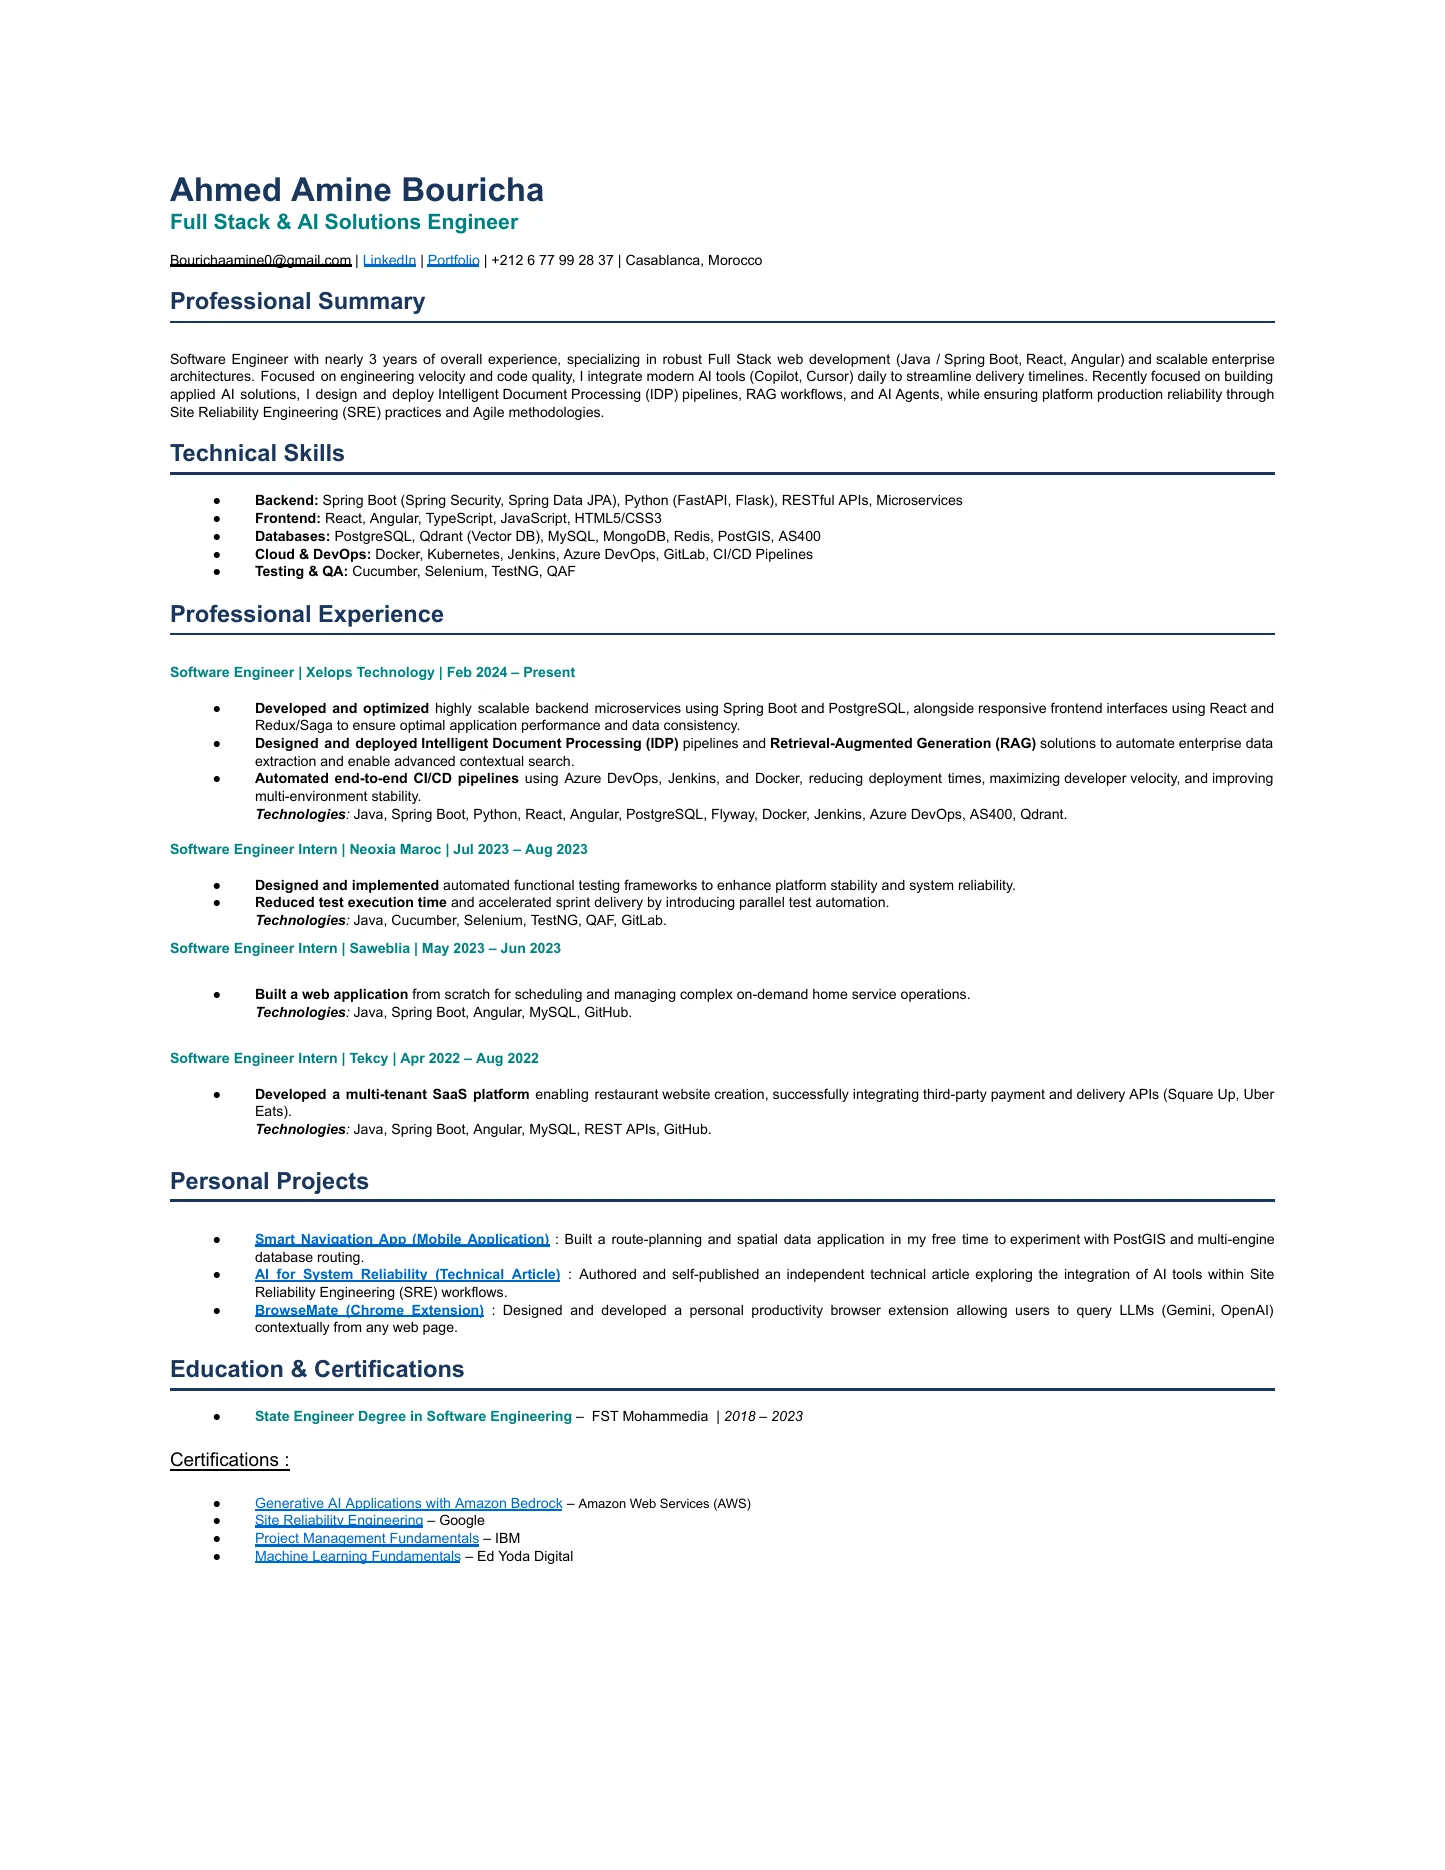 Ahmed Amine Bouricha
Full Stack & AI Solutions Engineer
Bourichaamine0@gmail.com | LinkedIn | Portfolio | +212 6 77 99 28 37 | Casablanca, Morocco
Professional Summary
Software Engineer with nearly 3 years of overall experience, specializing in robust Full Stack web development (Java / Spring Boot, React, Angular) and scalable enterprise
architectures. Focused on engineering velocity and code quality, I integrate modern AI tools (Copilot, Cursor) daily to streamline delivery timelines. Recently focused on building
applied AI solutions, I design and deploy Intelligent Document Processing (IDP) pipelines, RAG workflows, and AI Agents, while ensuring platform production reliability through
Site Reliability Engineering (SRE) practices and Agile methodologies.
Technical Skills
● Backend: Spring Boot (Spring Security, Spring Data JPA), Python (FastAPI, Flask), RESTful APIs, Microservices
● Frontend: React, Angular, TypeScript, JavaScript, HTML5/CSS3
● Databases: PostgreSQL, Qdrant (Vector DB), MySQL, MongoDB, Redis, PostGIS, AS400
● Cloud & DevOps: Docker, Kubernetes, Jenkins, Azure DevOps, GitLab, CI/CD Pipelines
● Testing & QA: Cucumber, Selenium, TestNG, QAF
Professional Experience
Software Engineer | Xelops Technology | Feb 2024 – Present
● Developed and optimized highly scalable backend microservices using Spring Boot and PostgreSQL, alongside responsive frontend interfaces using React and
Redux/Saga to ensure optimal application performance and data consistency.
● Designed and deployed Intelligent Document Processing (IDP) pipelines and Retrieval-Augmented Generation (RAG) solutions to automate enterprise data
extraction and enable advanced contextual search.
● Automated end-to-end CI/CD pipelines using Azure DevOps, Jenkins, and Docker, reducing deployment times, maximizing developer velocity, and improving
multi-environment stability.
Technologies: Java, Spring Boot, Python, React, Angular, PostgreSQL, Flyway, Docker, Jenkins, Azure DevOps, AS400, Qdrant.
Software Engineer Intern | Neoxia Maroc | Jul 2023 – Aug 2023
● Designed and implemented automated functional testing frameworks to enhance platform stability and system reliability.
● Reduced test execution time and accelerated sprint delivery by introducing parallel test automation.
Technologies: Java, Cucumber, Selenium, TestNG, QAF, GitLab.
Software Engineer Intern | Saweblia | May 2023 – Jun 2023
● Built a web application from scratch for scheduling and managing complex on-demand home service operations.
Technologies: Java, Spring Boot, Angular, MySQL, GitHub.
Software Engineer Intern | Tekcy | Apr 2022 – Aug 2022
● Developed a multi-tenant SaaS platform enabling restaurant website creation, successfully integrating third-party payment and delivery APIs (Square Up, Uber
Eats).
Technologies: Java, Spring Boot, Angular, MySQL, REST APIs, GitHub.
Personal Projects
● Smart Navigation App (Mobile Application) : Built a route-planning and spatial data application in my free time to experiment with PostGIS and multi-engine
database routing.
● AI for System Reliability (Technical Article) : Authored and self-published an independent technical article exploring the integration of AI tools within Site
Reliability Engineering (SRE) workflows.
● BrowseMate (Chrome Extension) : Designed and developed a personal productivity browser extension allowing users to query LLMs (Gemini, OpenAI)
contextually from any web page.
Education & Certifications
● State Engineer Degree in Software Engineering – FST Mohammedia | 2018 – 2023
Certifications :
● Generative AI Applications with Amazon Bedrock – Amazon Web Services (AWS)
● Site Reliability Engineering – Google
● Project Management Fundamentals – IBM
● Machine Learning Fundamentals – Ed Yoda Digital